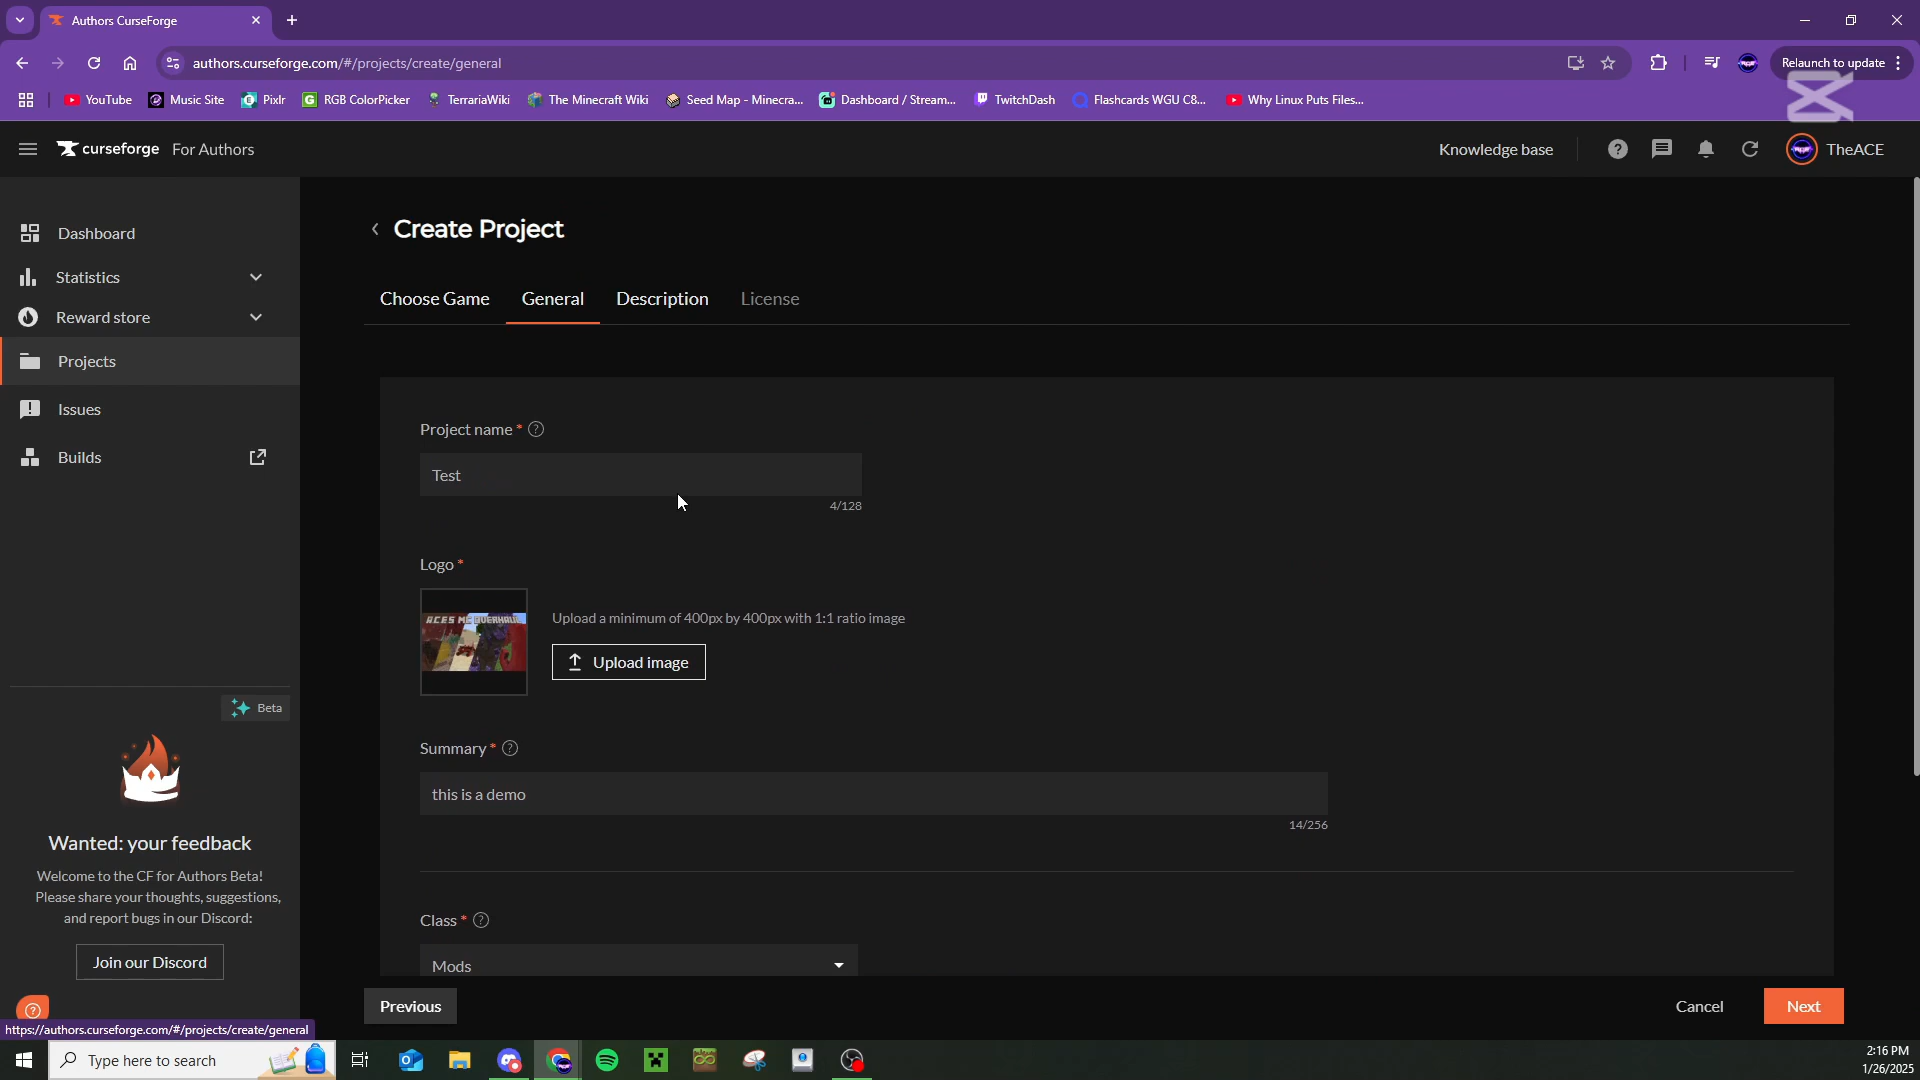 Authors CurseForge
authors.curseforge.com/#/projects/create/general
Relaunch to update
YouTube
Music Site
Pixlr
RGB ColorPicker
TerrariaWiki
The Minecraft Wiki
Seed Map - Minecra...
Dashboard / Stream...
TwitchDash
Flashcards WGU C8...
Why Linux Puts Files...
curseforge For Authors
Knowledge base
TheACE
Dashboard
Statistics
Reward store
Projects
Issues
Builds
Beta
Wanted: your feedback
Welcome to the CF for Authors Beta!
Please share your thoughts, suggestions,
and report bugs in our Discord:
Join our Discord
Create Project
Choose Game
General
Description
License
Project name *
Test
4/128
Logo *
ACES MC OVERHAUL
Upload a minimum of 400px by 400px with 1:1 ratio image
Upload image
Summary *
this is a demo
14/256
Class *
Mods
Previous
Cancel
Next
https://authors.curseforge.com/#/projects/create/general
Type here to search
2:16 PM
1/26/2025